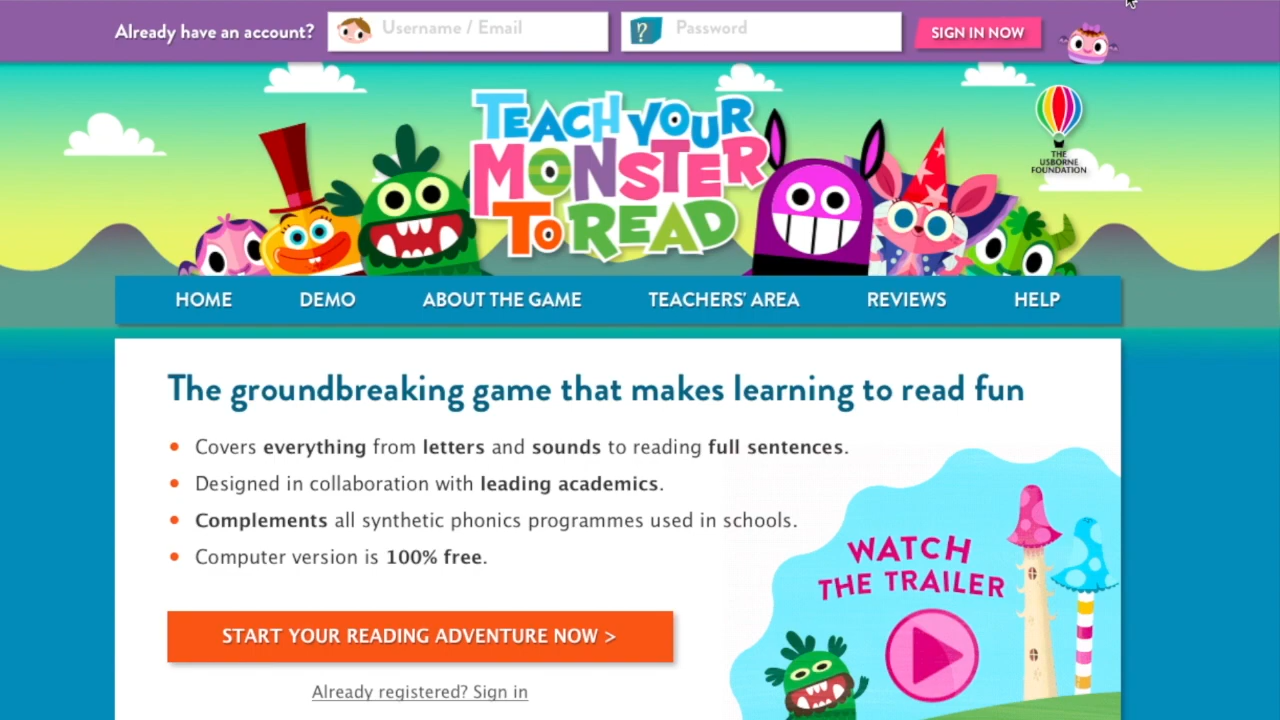 Already have an account?
Username / Email
?
Password
SIGN IN NOW
TEACH YOUR
MONSTER
TO READ
THE
USBORNE
FOUNDATION
HOME
DEMO
ABOUT THE GAME
TEACHERS' AREA
REVIEWS
HELP
The groundbreaking game that makes learning to read fun
Covers everything from letters and sounds to reading full sentences.
Designed in collaboration with leading academics.
Complements all synthetic phonics programmes used in schools.
Computer version is 100% free.
WATCH
THE TRAILER
START YOUR READING ADVENTURE NOW >
Already registered? Sign in